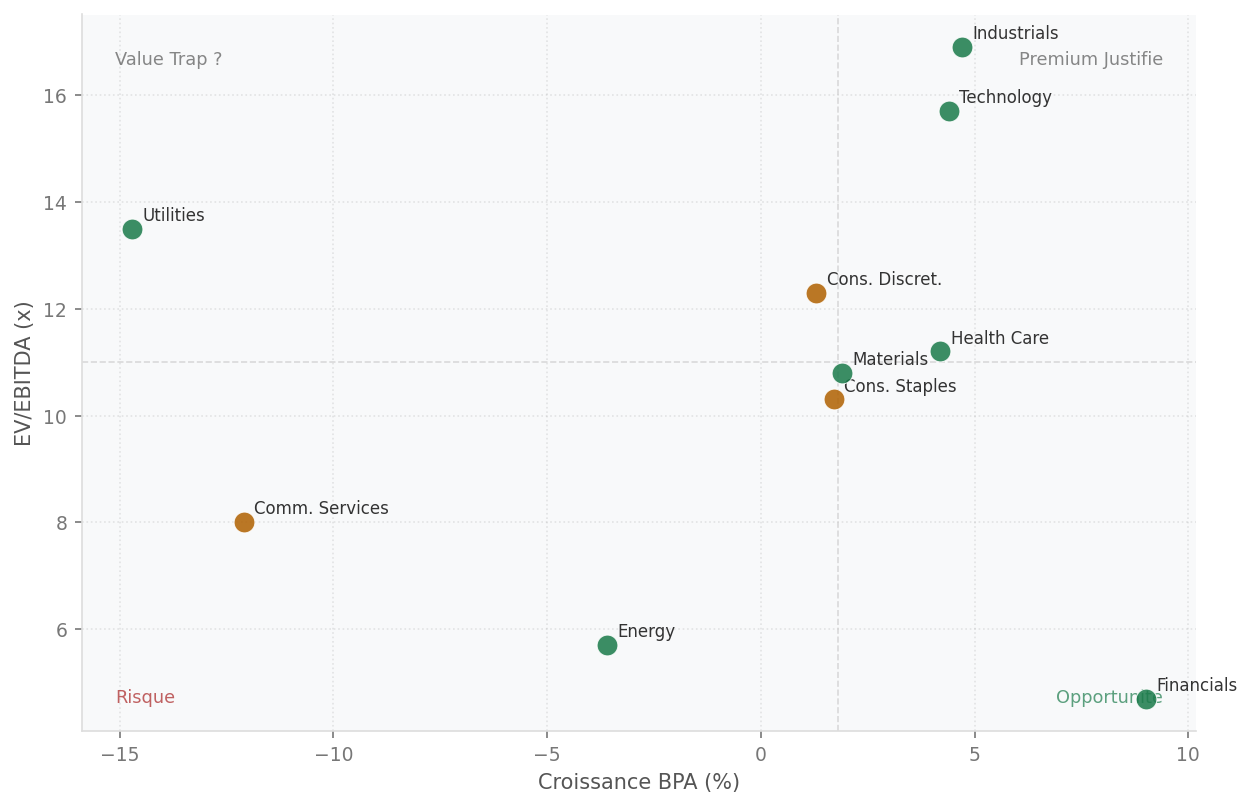 Industrials
Value Trap ?
Premium Justifie
16
Technology
14
Utilities
12
Cons. Discret.
Health Care
Materials
Cons. Staples
10
EV/EBITDA (x)
8
Comm. Services
6
Energy
Financials
Risque
Opportunite
−15
−10
−5
0
5
10
Croissance BPA (%)